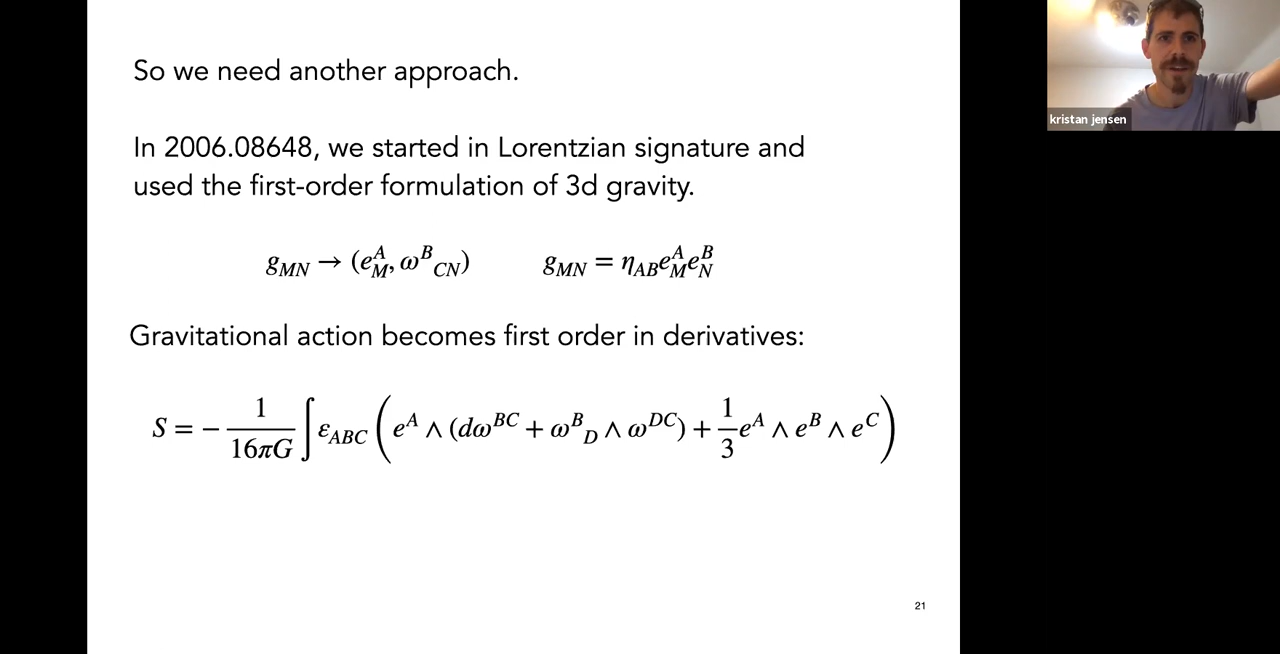 So we need another approach.
In 2006.08648, we started in Lorentzian signature and
used the first-order formulation of 3d gravity.
g_{MN} → (e^A_M, ω^B_{CN}) g_{MN} = η_{AB} e^A_M e^B_N
Gravitational action becomes first order in derivatives:
S = − \frac{1}{16πG} ∫ ε_{ABC} ( e^A ∧ (dω^{BC} + ω^B_D ∧ ω^{DC}) + \frac{1}{3} e^A ∧ e^B ∧ e^C )
21
kristan jensen